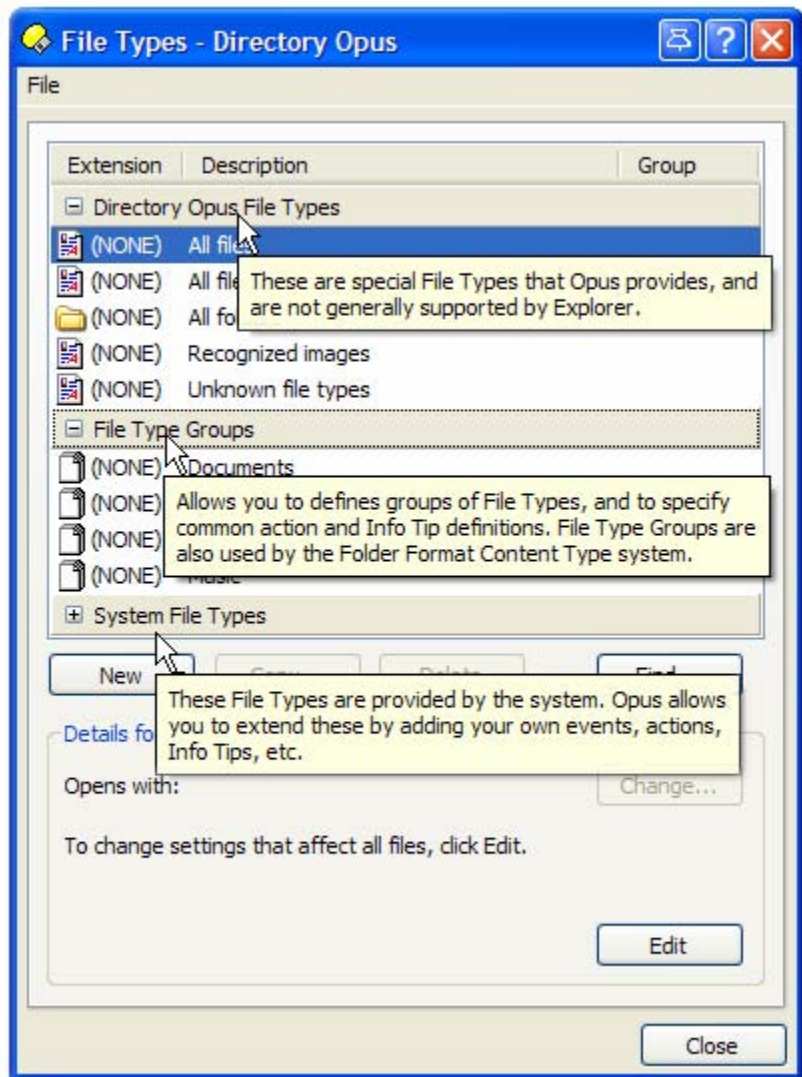 File Types - Directory Opus
File
Extension Description Group
Directory Opus File Types
(NONE) All files
(NONE) All file
These are special File Types that Opus provides, and
are not generally supported by Explorer.
(NONE) All fo
(NONE) Recognized images
(NONE) Unknown file types
File Type Groups
(NONE) Documents
(NONE)
Allows you to defines groups of File Types, and to specify
common action and Info Tip definitions. File Type Groups are
also used by the Folder Format Content Type system.
(NONE)
(NONE) Music
System File Types
New
These File Types are provided by the system. Opus allows
you to extend these by adding your own events, actions,
Info Tips, etc.
Details fo
Opens with: Change...
To change settings that affect all files, click Edit.
Edit
Close